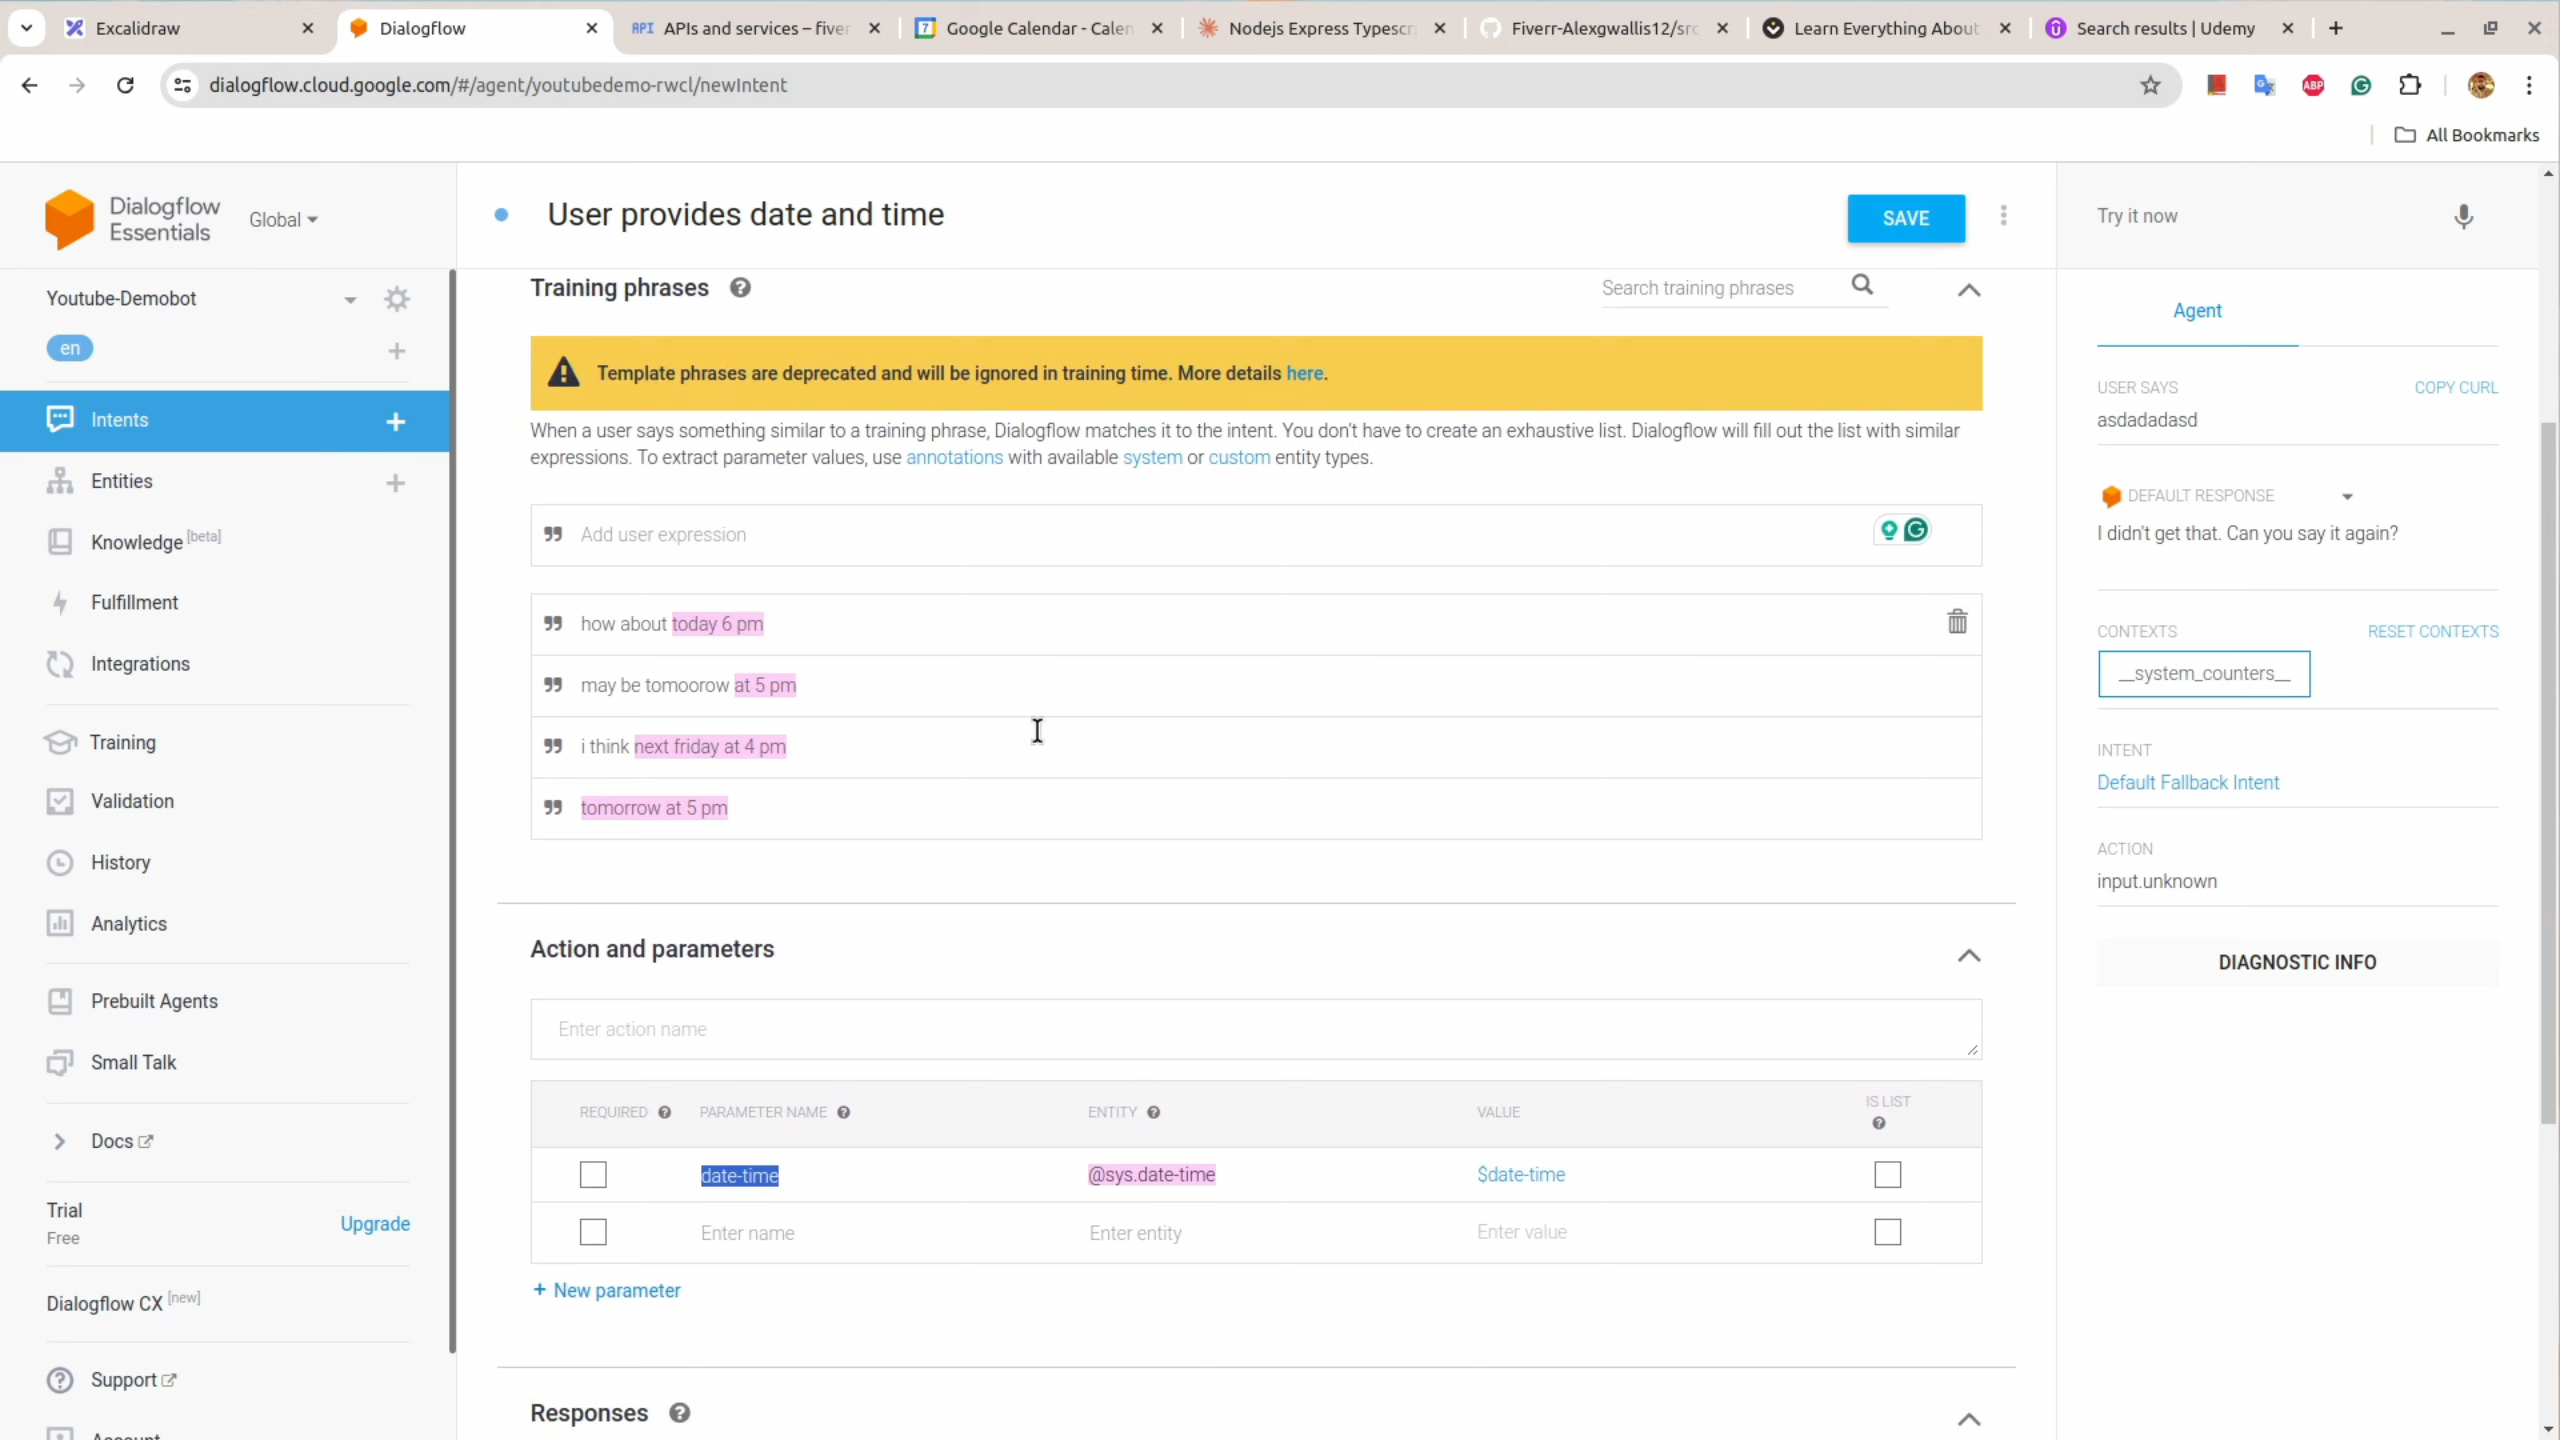 Excalidraw
Dialogflow
APIs and services – fiver
Google Calendar - Calen
Nodejs Express Typescri
Fiverr-Alexgwallis12/src
Learn Everything About
Search results | Udemy
dialogflow.cloud.google.com/#/agent/youtubedemo-rwcl/newIntent
All Bookmarks
Dialogflow
Essentials
Global
Youtube-Demobot
en
Intents
Entities
Knowledge [beta]
Fulfillment
Integrations
Training
Validation
History
Analytics
Prebuilt Agents
Small Talk
Docs
Trial
Free
Upgrade
Dialogflow CX [new]
Support
User provides date and time
SAVE
Training phrases
Search training phrases
Template phrases are deprecated and will be ignored in training time. More details here.
When a user says something similar to a training phrase, Dialogflow matches it to the intent. You don't have to create an exhaustive list. Dialogflow will fill out the list with similar
expressions. To extract parameter values, use annotations with available system or custom entity types.
Add user expression
how about today 6 pm
may be tomoorow at 5 pm
i think next friday at 4 pm
tomorrow at 5 pm
Action and parameters
Enter action name
REQUIRED PARAMETER NAME ENTITY VALUE IS LIST
date-time @sys.date-time $date-time
Enter name Enter entity Enter value
+ New parameter
Responses
Try it now
Agent
USER SAYS COPY CURL
asdadadasd
DEFAULT RESPONSE
I didn't get that. Can you say it again?
CONTEXTS RESET CONTEXTS
__system_counters__
INTENT
Default Fallback Intent
ACTION
input.unknown
DIAGNOSTIC INFO